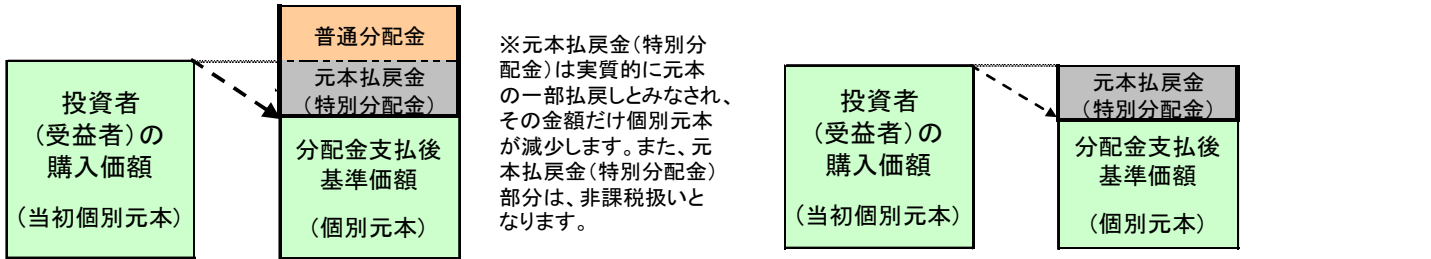 投資者
（受益者）の
購入価額
（当初個別元本）
普通分配金
元本払戻金
（特別分配金）
分配金支払後
基準価額
（個別元本）
※元本払戻金（特別分
配金）は実質的に元本
の一部払戻しとみなされ、
その金額だけ個別元本
が減少します。また、元
本払戻金（特別分配金）
部分は、非課税扱いと
なります。
投資者
（受益者）の
購入価額
（当初個別元本）
元本払戻金
（特別分配金）
分配金支払後
基準価額
（個別元本）